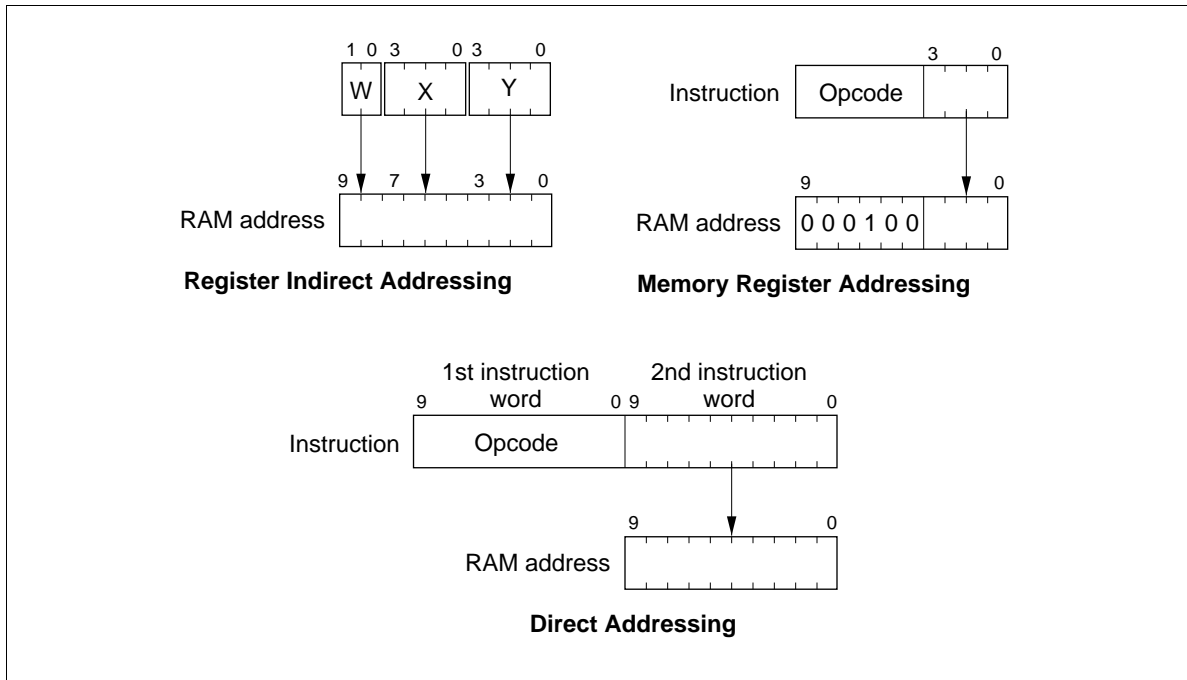 1 0 3 0 3 0
W X Y
9 7 3 0
RAM address
Register Indirect Addressing
3 0
Instruction Opcode
9 0
RAM address 0 0 0 1 0 0
Memory Register Addressing
1st instruction word
2nd instruction word
9 0 9 0
Instruction Opcode
9 0
RAM address
Direct Addressing